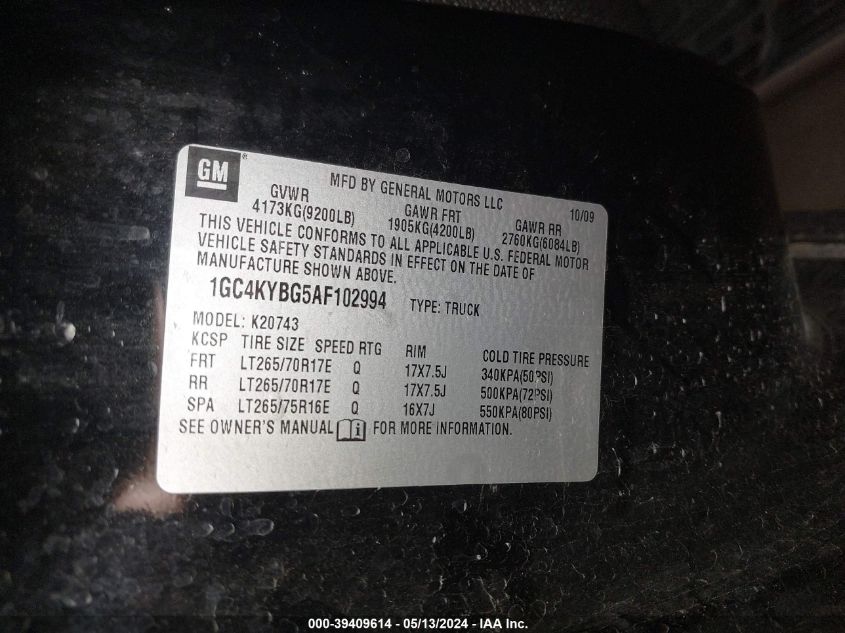 GM®
MFD BY GENERAL MOTORS LLC 10/09
GVWR GAWR FRT GAWR RR
4173KG(9200LB) 1905KG(4200LB) 2760KG(6084LB)
THIS VEHICLE CONFORMS TO ALL APPLICABLE U.S. FEDERAL MOTOR
VEHICLE SAFETY STANDARDS IN EFFECT ON THE DATE OF
MANUFACTURE SHOWN ABOVE.
1GC4KYBG5AF102994 TYPE: TRUCK
MODEL: K20743
KCSP TIRE SIZE SPEED RTG RIM COLD TIRE PRESSURE
FRT LT265/70R17E Q 17X7.5J 340KPA(50PSI)
RR LT265/70R17E Q 17X7.5J 500KPA(72PSI)
SPA LT265/75R16E Q 16X7J 550KPA(80PSI)
SEE OWNER'S MANUAL i FOR MORE INFORMATION.
000-39409614 - 05/13/2024 - IAA Inc.